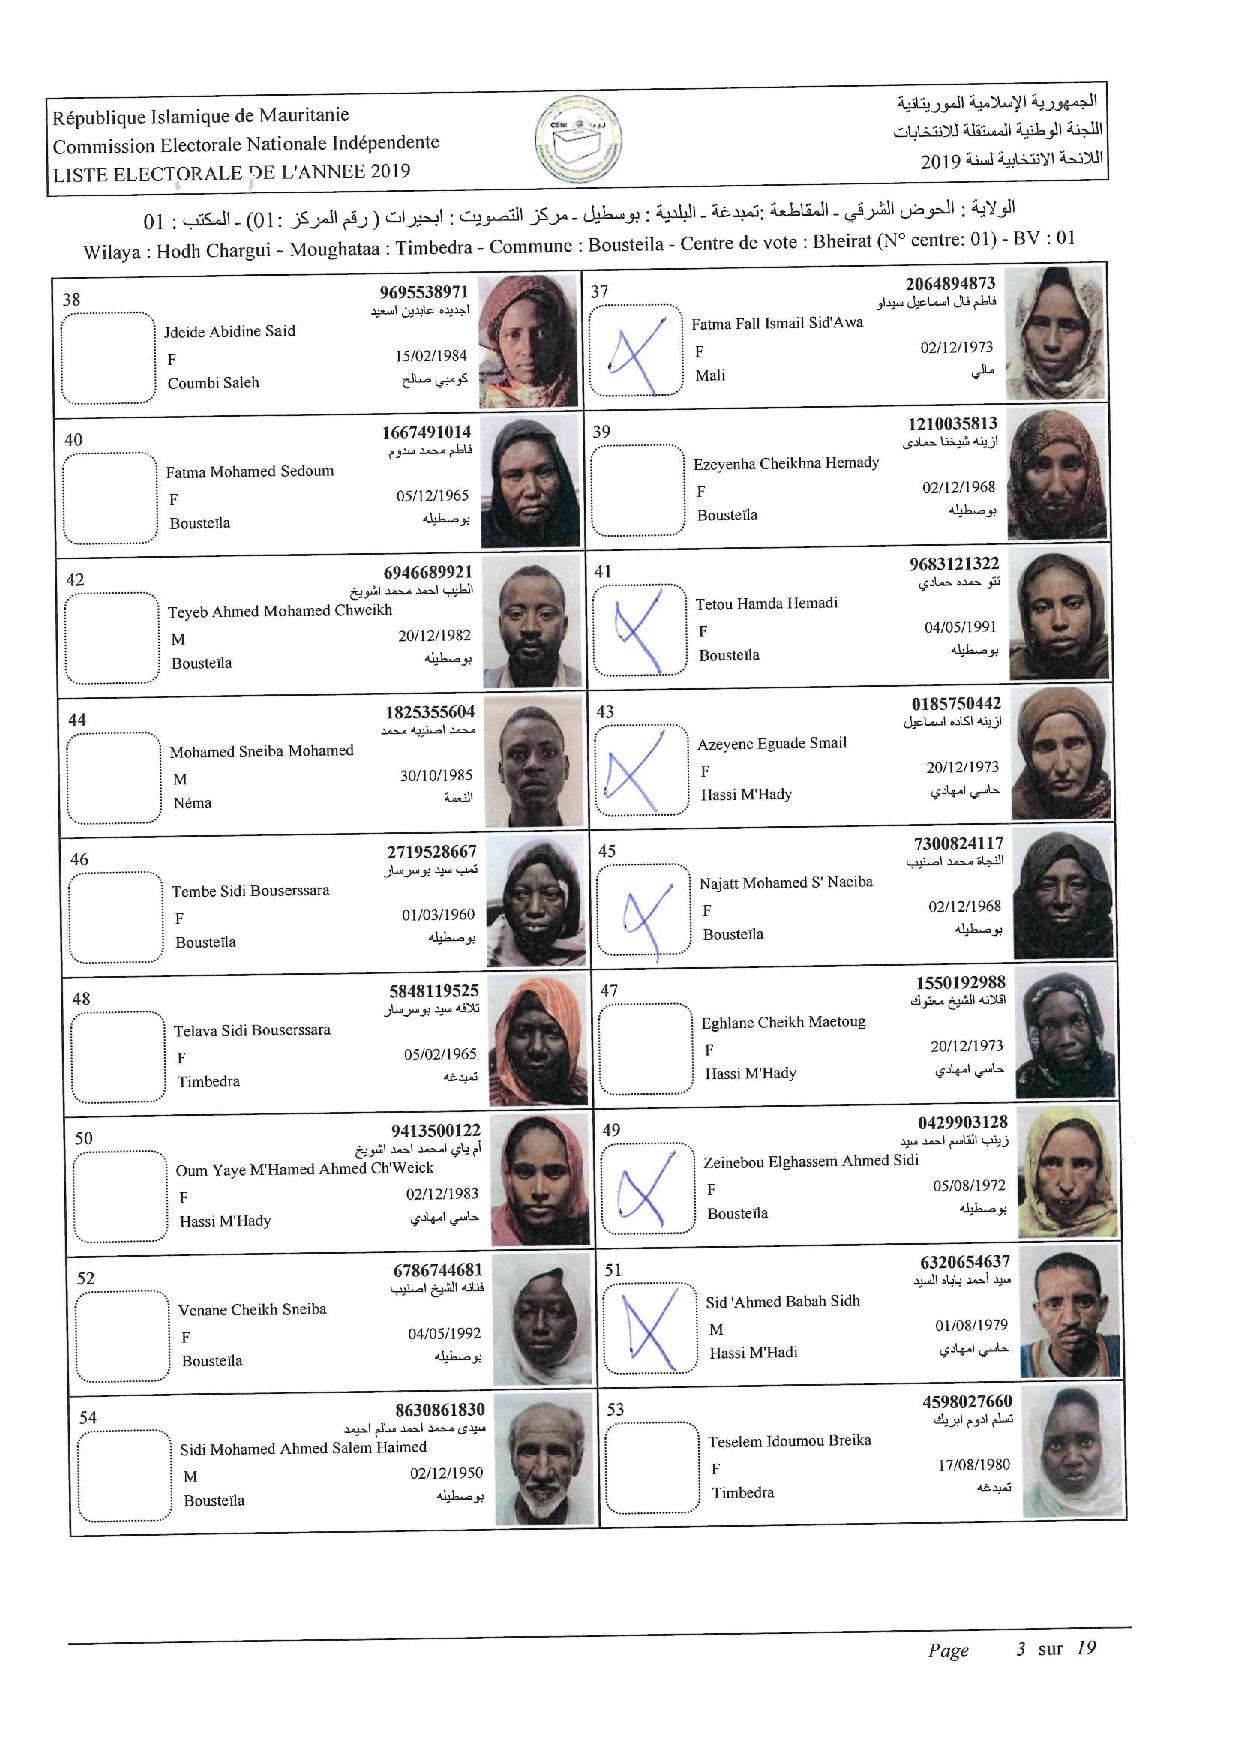 République Islamique de Mauritanie
Commission Electorale Nationale Indépendente
LISTE ELECTORALE DE L'ANNEE 2019
CENI
الجمهورية الإسلامية الموريتانية
اللجنة الوطنية المستقلة للانتخابات
اللائحة الانتخابية لسنة 2019
الولاية : الحوض الشرقي - المقاطعة :تمبدغة - البلدية : بوسطيل - مركز التصويت : ابحيرات ( رقم المركز :01) - المكتب : 01
Wilaya : Hodh Chargui - Moughataa : Timbedra - Commune : Bousteila - Centre de vote : Bheirat (N° centre: 01) - BV : 01
38
9695538971
اجديده عابدين اسعيد
Jdeide Abidine Said
F 15/02/1984
Coumbi Saleh كومبي صالح
37
2064894873
فاطم فال اسماعيل سيداو
Fatma Fall Ismail Sid'Awa
F 02/12/1973
Mali مالي
40
1667491014
فاطم محمد سدوم
Fatma Mohamed Sedoum
F 05/12/1965
Bousteïla بوصطيله
39
1210035813
ازينه شيخنا حمادى
Ezeyenha Cheikhna Hemady
F 02/12/1968
Bousteïla بوصطيله
42
6946689921
الطيب احمد محمد اشويخ
Teyeb Ahmed Mohamed Chweikh
M 20/12/1982
Bousteïla بوصطيله
41
9683121322
تتو حمده حمادي
Tetou Hamda Hemadi
F 04/05/1991
Bousteïla بوصطيله
44
1825355604
محمد اصنيبه محمد
Mohamed Sneiba Mohamed
M 30/10/1985
Néma النعمة
43
0185750442
ازينه اكاده اسماعيل
Azeyene Eguade Smail
F 20/12/1973
Hassi M'Hady حاسي امهادي
46
2719528667
تمب سيد بوسرسار
Tembe Sidi Bouserssara
F 01/03/1960
Bousteïla بوصطيله
45
7300824117
النجاة محمد اصنيب
Najatt Mohamed S' Naciba
F 02/12/1968
Bousteïla بوصطيله
48
5848119525
تلافه سيد بوسرسار
Telava Sidi Bouserssara
F 05/02/1965
Timbedra تمبدغه
47
1550192988
اقلانه الشيخ معتوك
Eghlane Cheikh Maetoug
F 20/12/1973
Hassi M'Hady حاسي امهادي
50
9413500122
أم ياي امحمد احمد اشويخ
Oum Yaye M'Hamed Ahmed Ch'Weick
F 02/12/1983
Hassi M'Hady حاسي امهادي
49
0429903128
زينب القاسم احمد سيد
Zeinebou Elghassem Ahmed Sidi
F 05/08/1972
Bousteïla بوصطيله
52
6786744681
فنانه الشيخ اصنيب
Venane Cheikh Sneiba
F 04/05/1992
Bousteïla بوصطيله
51
6320654637
سيد أحمد باباه السيد
Sid 'Ahmed Babah Sidh
M 01/08/1979
Hassi M'Hadi حاسي امهادي
54
8630861830
سيدى محمد احمد سالم احيمد
Sidi Mohamed Ahmed Salem Haimed
M 02/12/1950
Bousteïla بوصطيله
53
4598027660
تسلم ادوم ابريك
Teselem Idoumou Breika
F 17/08/1980
Timbedra تمبدغه
Page 3 sur 19